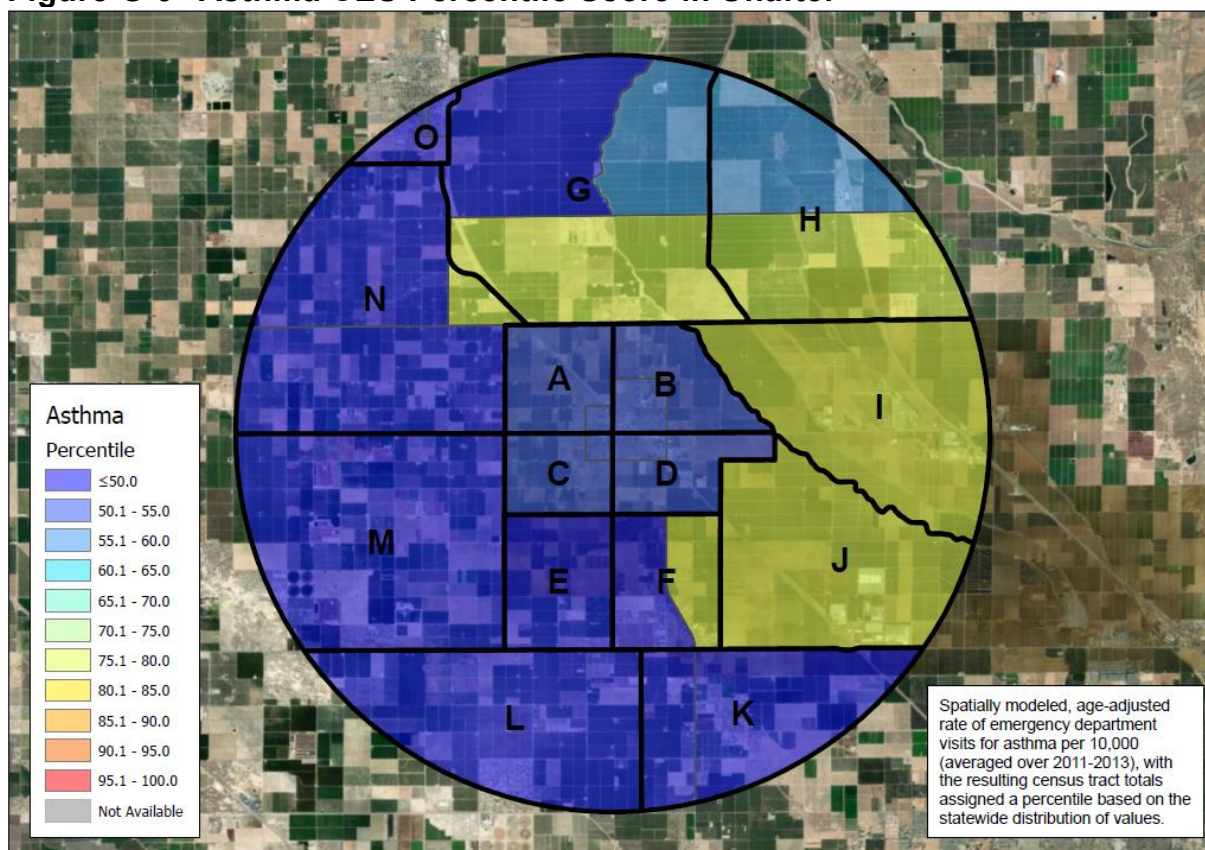 O
G
H
N
A
B
I
C
D
M
E
F
J
L
K
Asthma
Percentile
≤50.0
50.1 - 55.0
55.1 - 60.0
60.1 - 65.0
65.1 - 70.0
70.1 - 75.0
75.1 - 80.0
80.1 - 85.0
85.1 - 90.0
90.1 - 95.0
95.1 - 100.0
Not Available
Spatially modeled, age-adjusted
rate of emergency department
visits for asthma per 10,000
(averaged over 2011-2013), with
the resulting census tract totals
assigned a percentile based on the
statewide distribution of values.